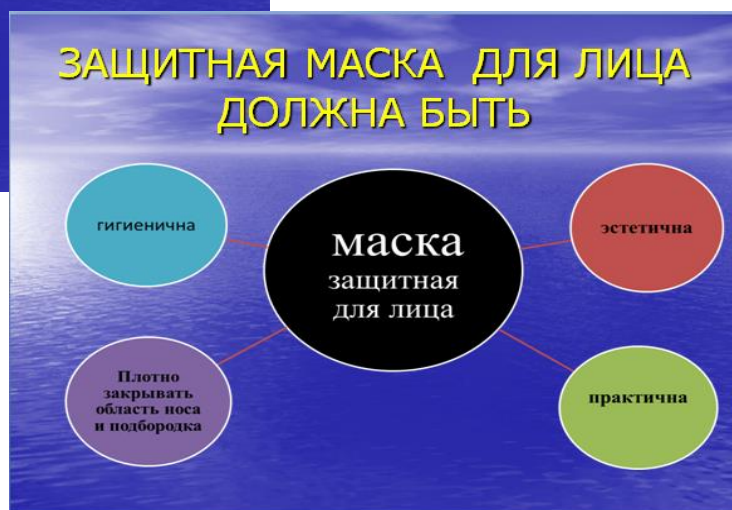 ЗАЩИТНАЯ МАСКА ДЛЯ ЛИЦА
ДОЛЖНА БЫТЬ
гигиенична
маска
защитная
для лица
эстетична
Плотно
закрывать
область носа
и подбородка
практична